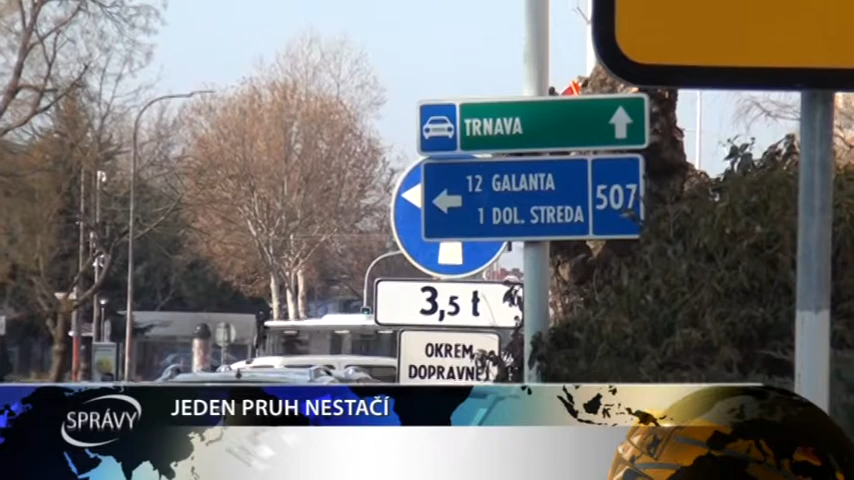 TRNAVA
12 GALANTA
1 DOL. STREDA
507
3,5 t
OKREM
DOPRAVNEJ
SPRÁVY
JEDEN PRUH NESTAČÍ